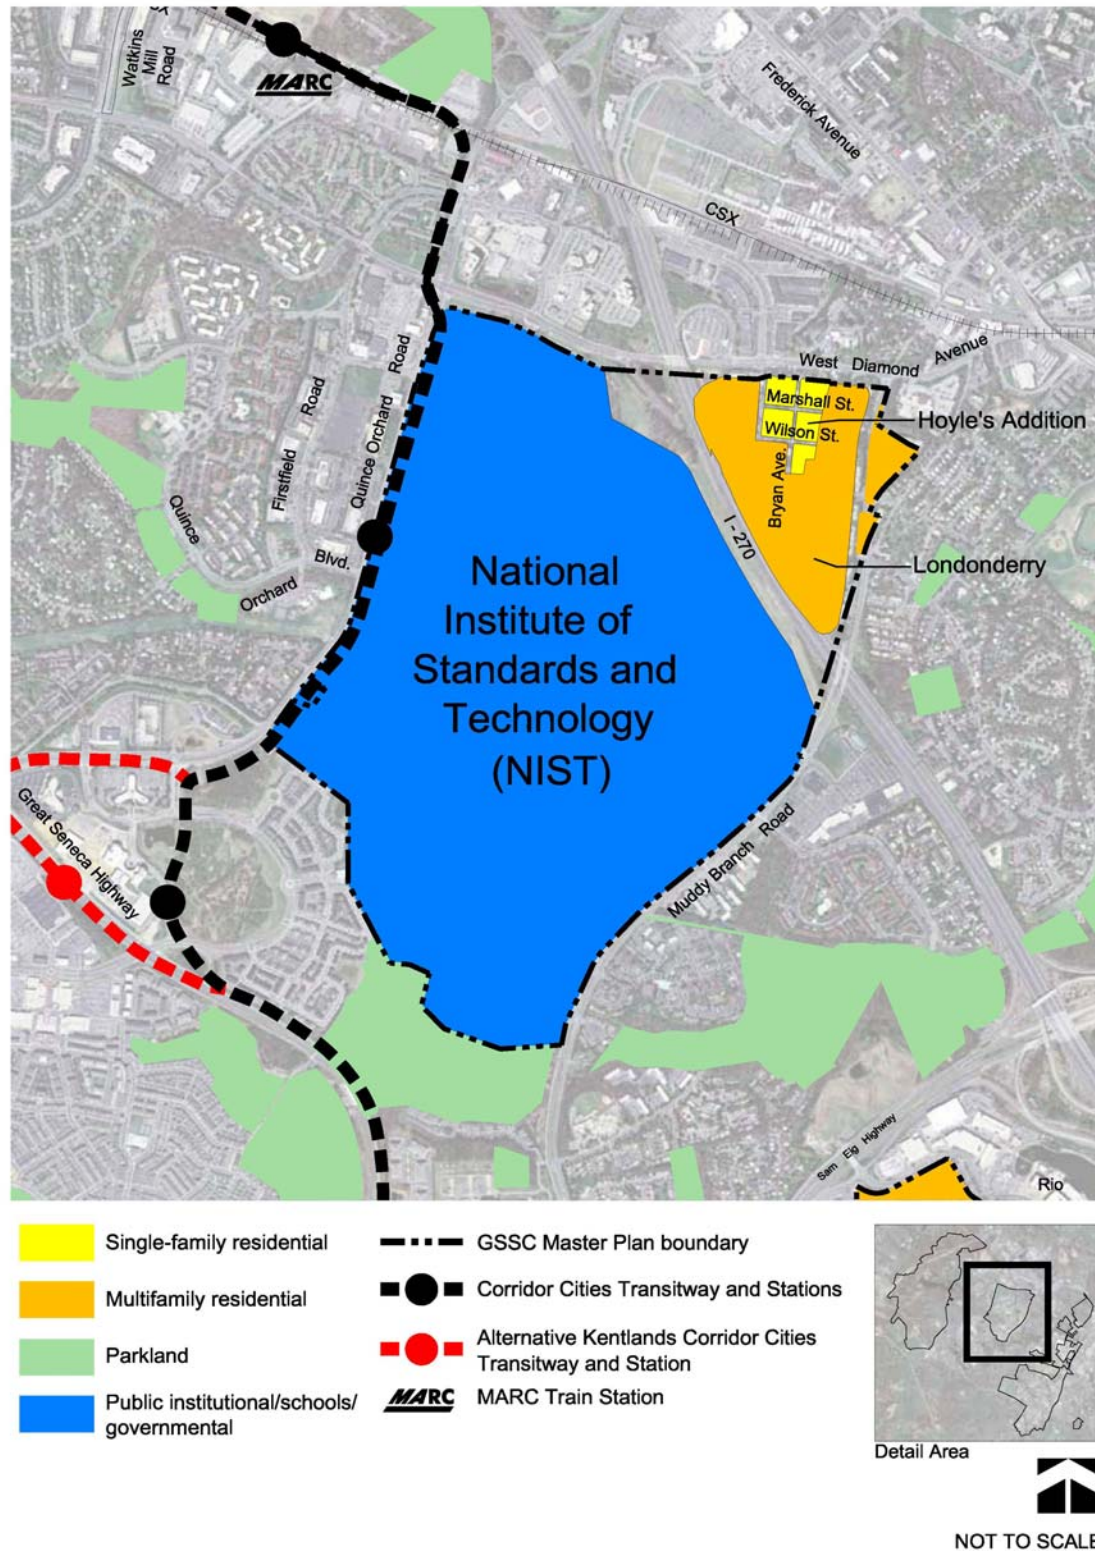 SX
Watkins
Mill
Road
MARC
Frederick Avenue
CSX
West Diamond Avenue
Marshall St.
Hoyle's Addition
Wilson St.
Bryan Ave.
I - 270
Londonderry
Quince Orchard Road
Firstfield Road
Quince Orchard Blvd.
National
Institute of
Standards and
Technology
(NIST)
Great Seneca Highway
Muddy Branch Road
Sam Eig Highway
Rio
Single-family residential
Multifamily residential
Parkland
Public institutional/schools/
governmental
GSSC Master Plan boundary
Corridor Cities Transitway and Stations
Alternative Kentlands Corridor Cities
Transitway and Station
MARC MARC Train Station
Detail Area
NOT TO SCALE